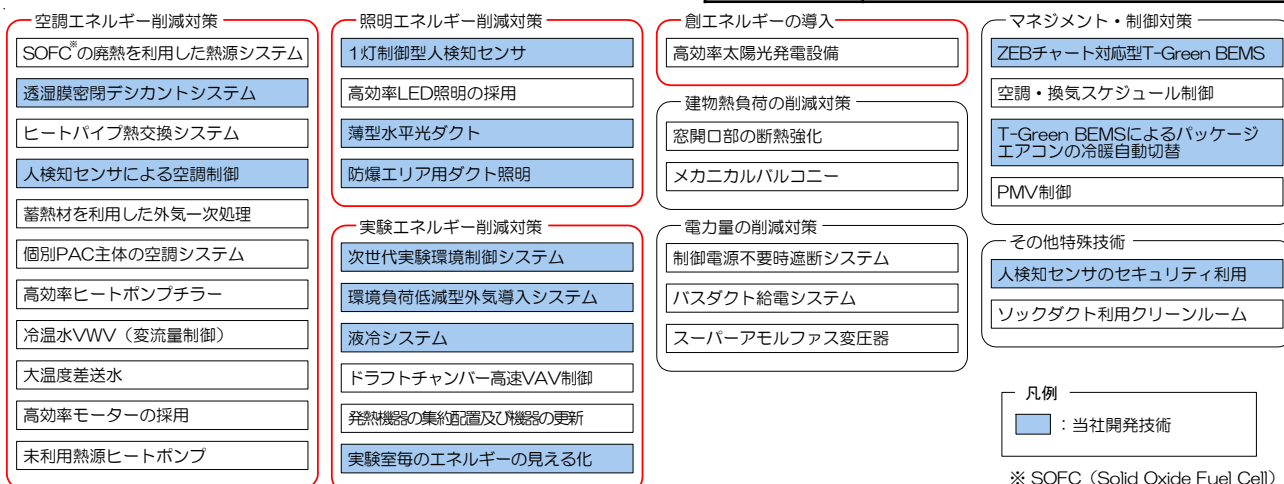 空調エネルギー削減対策
SOFC※の廃熱を利用した熱源システム
透湿膜密閉デシカントシステム
ヒートパイプ熱交換システム
人検知センサによる空調制御
蓄熱材を利用した外気一次処理
個別PAC主体の空調システム
高効率ヒートポンプチラー
冷温水VWV（変流量制御）
大温度差送水
高効率モーターの採用
未利用熱源ヒートポンプ
照明エネルギー削減対策
1灯制御型人検知センサ
高効率LED照明の採用
薄型水平光ダクト
防爆エリア用ダクト照明
実験エネルギー削減対策
次世代実験環境制御システム
環境負荷低減型外気導入システム
液冷システム
ドラフトチャンバー高速VAV制御
発熱機器の集約配置及び機器の更新
実験室毎のエネルギーの見える化
創エネルギーの導入
高効率太陽光発電設備
建物熱負荷の削減対策
窓開口部の断熱強化
メカニカルバルコニー
電力量の削減対策
制御電源不要時遮断システム
バスダクト給電システム
スーパーアモルファス変圧器
マネジメント・制御対策
ZEBチャート対応型T-Green BEMS
空調・換気スケジュール制御
T-Green BEMSによるパッケージ
エアコンの冷暖自動切替
PMV制御
その他特殊技術
人検知センサのセキュリティ利用
ソックダクト利用クリーンルーム
凡例
：当社開発技術
※ SOFC（Solid Oxide Fuel Cell）